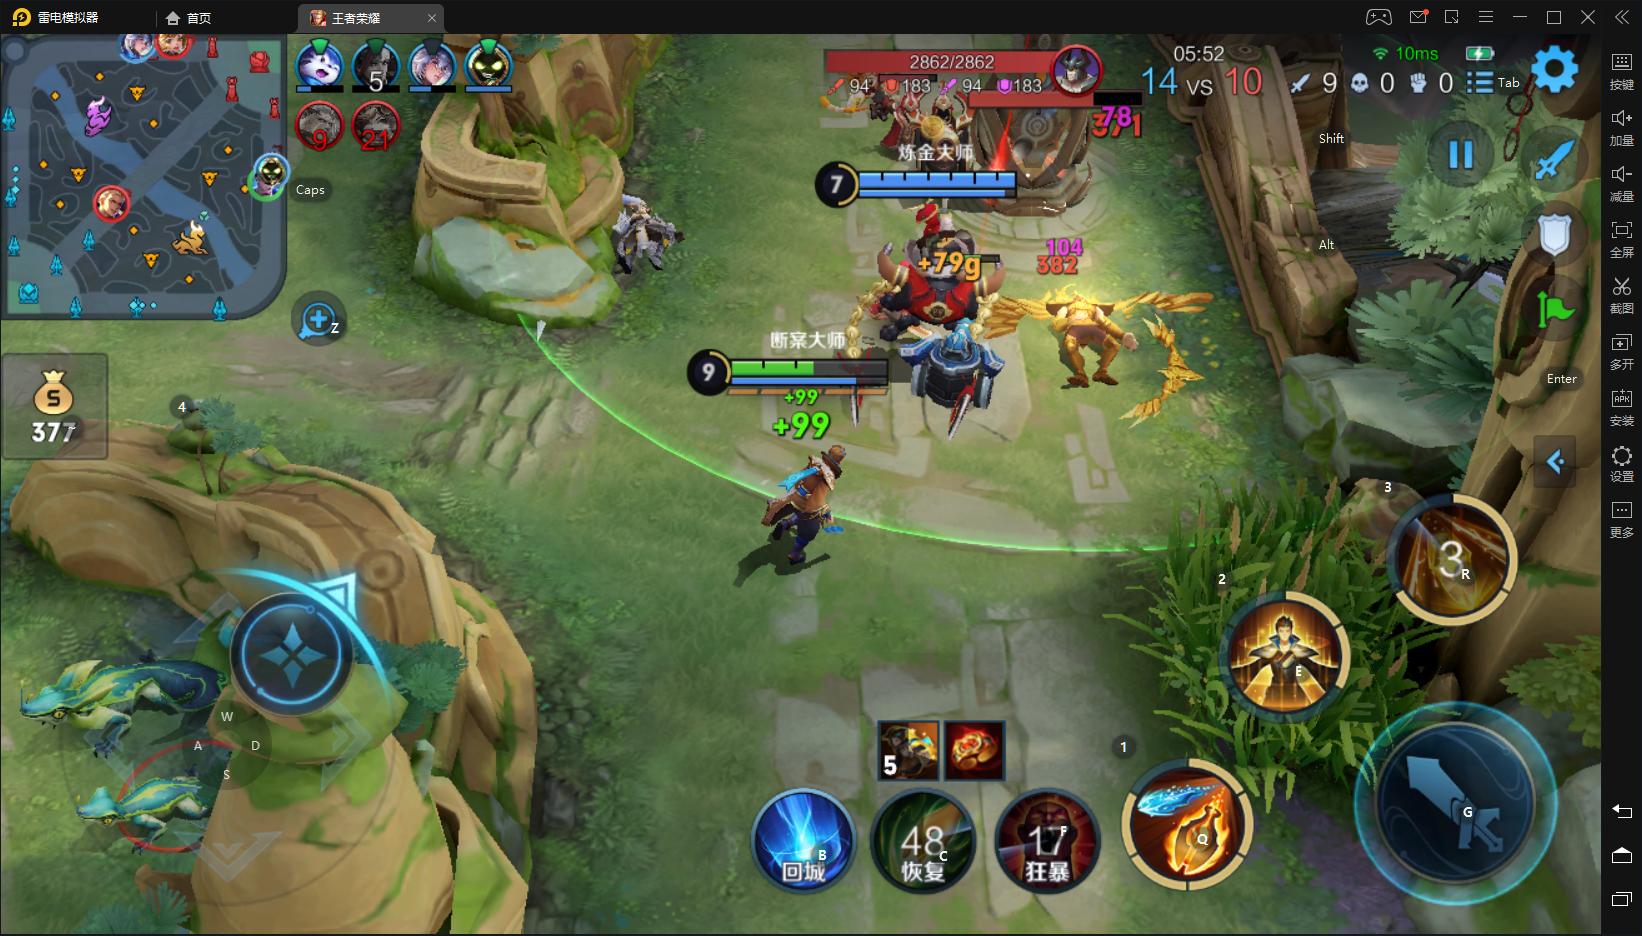 雷电模拟器
首页
王者荣耀
5
9
21
Caps
2862/2862
94 183 94 183
05:52
14 VS 10
9 0 0
10ms
Tab
78
371
Shift
炼金大师
7
+79g
104
382
Alt
Z
断案大师
9
+99
+99
Enter
377
4
3
3
R
2
E
W
A
D
S
1
5
G
Q
B
回城
48
C
恢复
17
F
狂暴
按键
加量
减量
全屏
截图
多开
APK
安装
设置
更多